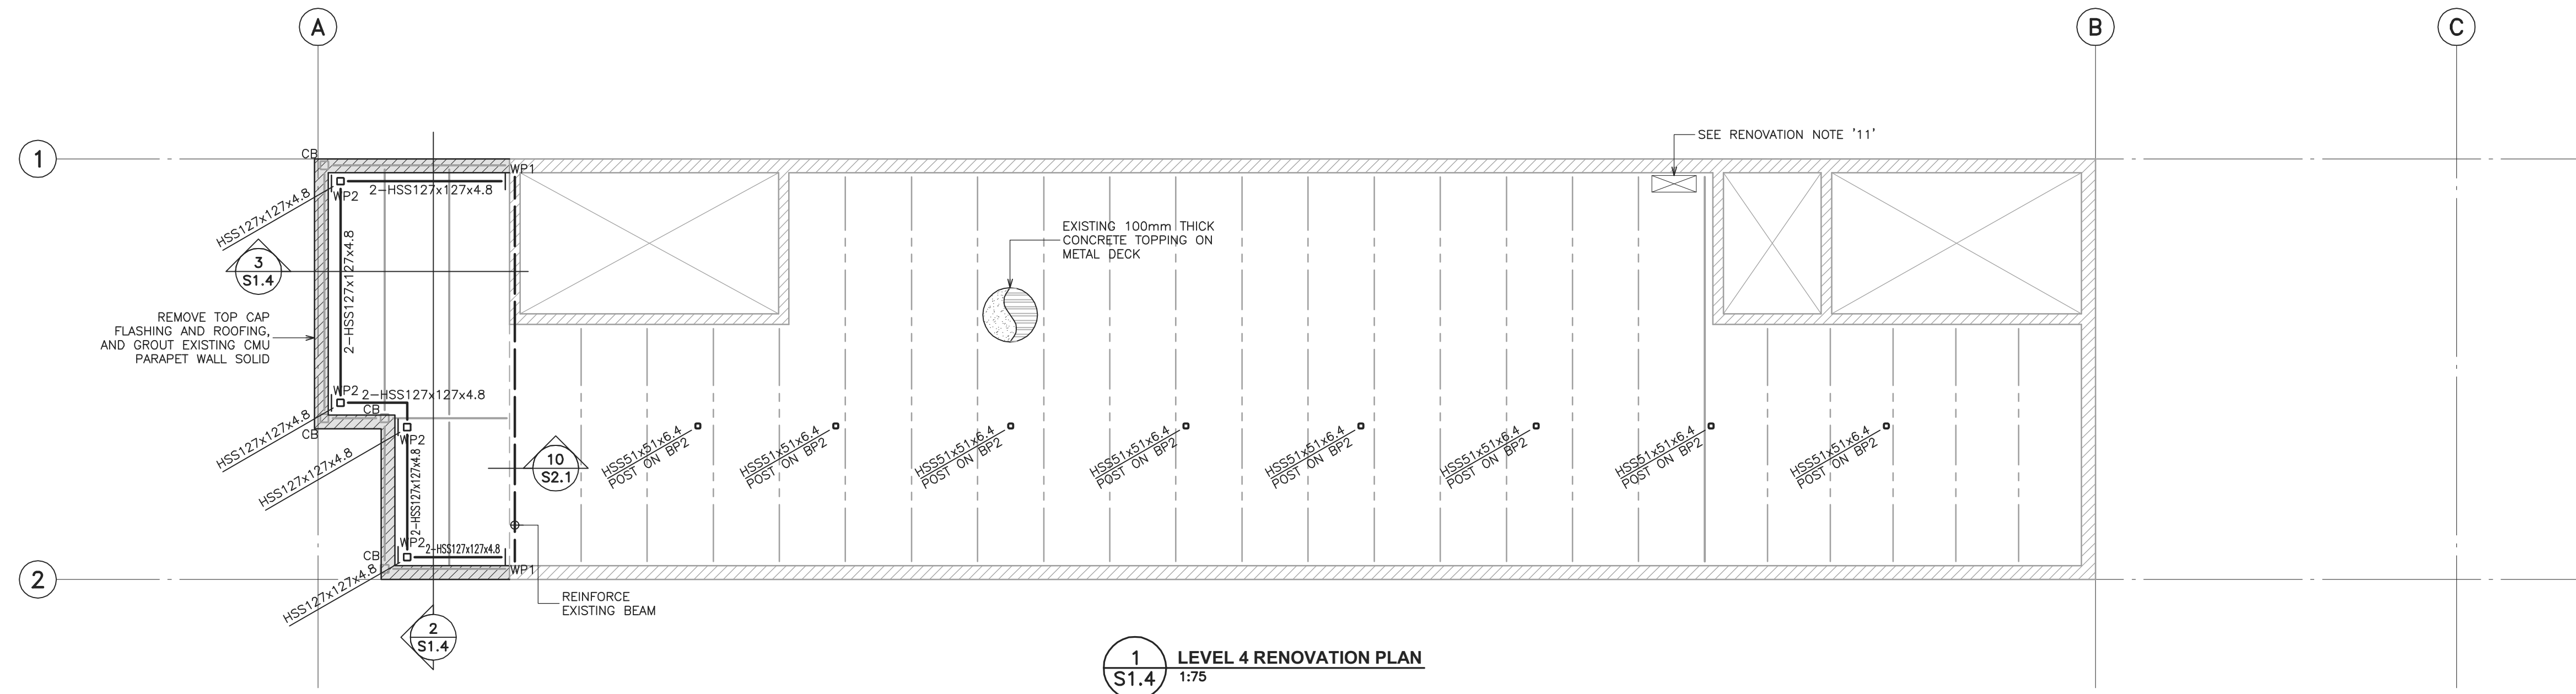 A
B
C
1
SEE RENOVATION NOTE '11'
CB
WP1
2-HSS127x127x4.8
WP2
HSS127x127x4.8
EXISTING 100mm THICK
CONCRETE TOPPING ON
METAL DECK
3
S1.4
2-HSS127x127x4.8
REMOVE TOP CAP
FLASHING AND ROOFING,
AND GROUT EXISTING CMU
PARAPET WALL SOLID
WP2
2-HSS127x127x4.8
CB
HSS127x127x4.8
CB
WP2
HSS127x127x4.8
2-HSS127x127x4.8
10
S2.1
HSS51x51x6.4
POST ON BP2
HSS51x51x6.4
POST ON BP2
HSS51x51x6.4
POST ON BP2
HSS51x51x6.4
POST ON BP2
HSS51x51x6.4
POST ON BP2
HSS51x51x6.4
POST ON BP2
HSS51x51x6.4
POST ON BP2
HSS51x51x6.4
POST ON BP2
WP2
2-HSS127x127x4.8
CB
WP1
2
HSS127x127x4.8
REINFORCE
EXISTING BEAM
2
S1.4
1
S1.4
LEVEL 4 RENOVATION PLAN
1:75